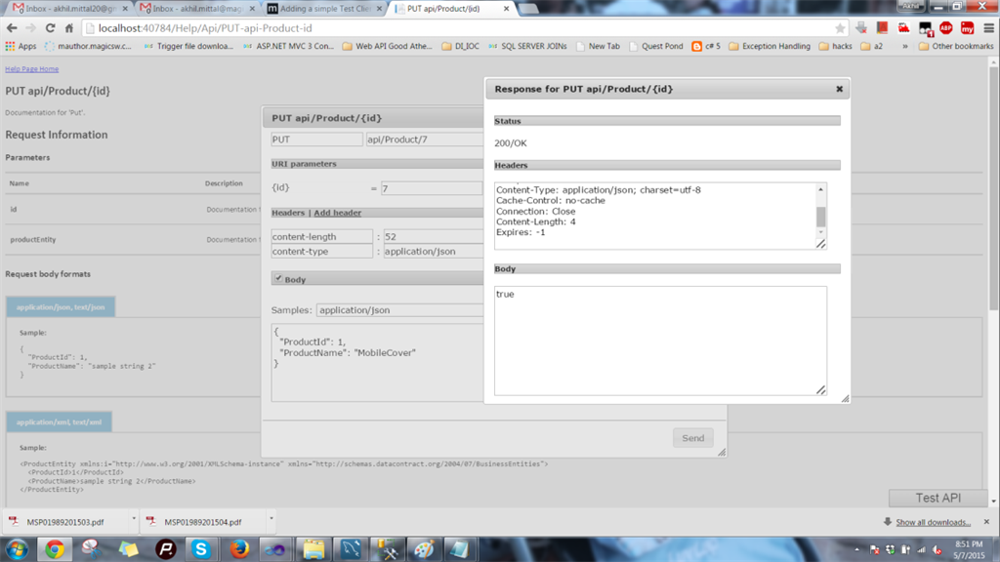 Inbox - akhil.mittal20@gm
Inbox - akhil.mittal@magic
Adding a simple Test Clien
PUT api/Product/{id}
Akhil
localhost:40784/Help/Api/PUT-api-Product-id
Apps
mauthor.magicsw.c...
Trigger file downloa...
ASP.NET MVC 3 Con...
Web API Good Athe...
DI_IOC
SQL SERVER JOINs
New Tab
Quest Pond
c# 5
Exception Handling
hacks
a2
»
Other bookmarks
Help Page Home
PUT api/Product/{id}
Documentation for 'Put'.
Request Information
Parameters
Name Description
id Documentation
productEntity Documentation
Request body formats
application/json, text/json
Sample:
{
"ProductId": 1,
"ProductName": "sample string 2"
}
application/xml, text/xml
Sample:
<ProductEntity xmlns:i="http://www.w3.org/2001/XMLSchema-instance" xmlns="http://schemas.datacontract.org/2004/07/BusinessEntities">
<ProductId>1</ProductId>
<ProductName>sample string 2</ProductName>
</ProductEntity>
PUT api/Product/{id}
PUT api/Product/7
URI parameters
{id} = 7
Headers | Add header
content-length : 52
content-type : application/json
Body
Samples: application/json
{
"ProductId": 1,
"ProductName": "MobileCover"
}
Send
Response for PUT api/Product/{id}
Status
200/OK
Headers
Content-Type: application/json; charset=utf-8
Cache-Control: no-cache
Connection: Close
Content-Length: 4
Expires: -1
Body
true
Test API
MSP01989201503.pdf
MSP01989201504.pdf
Show all downloads...
8:51 PM
5/7/2015